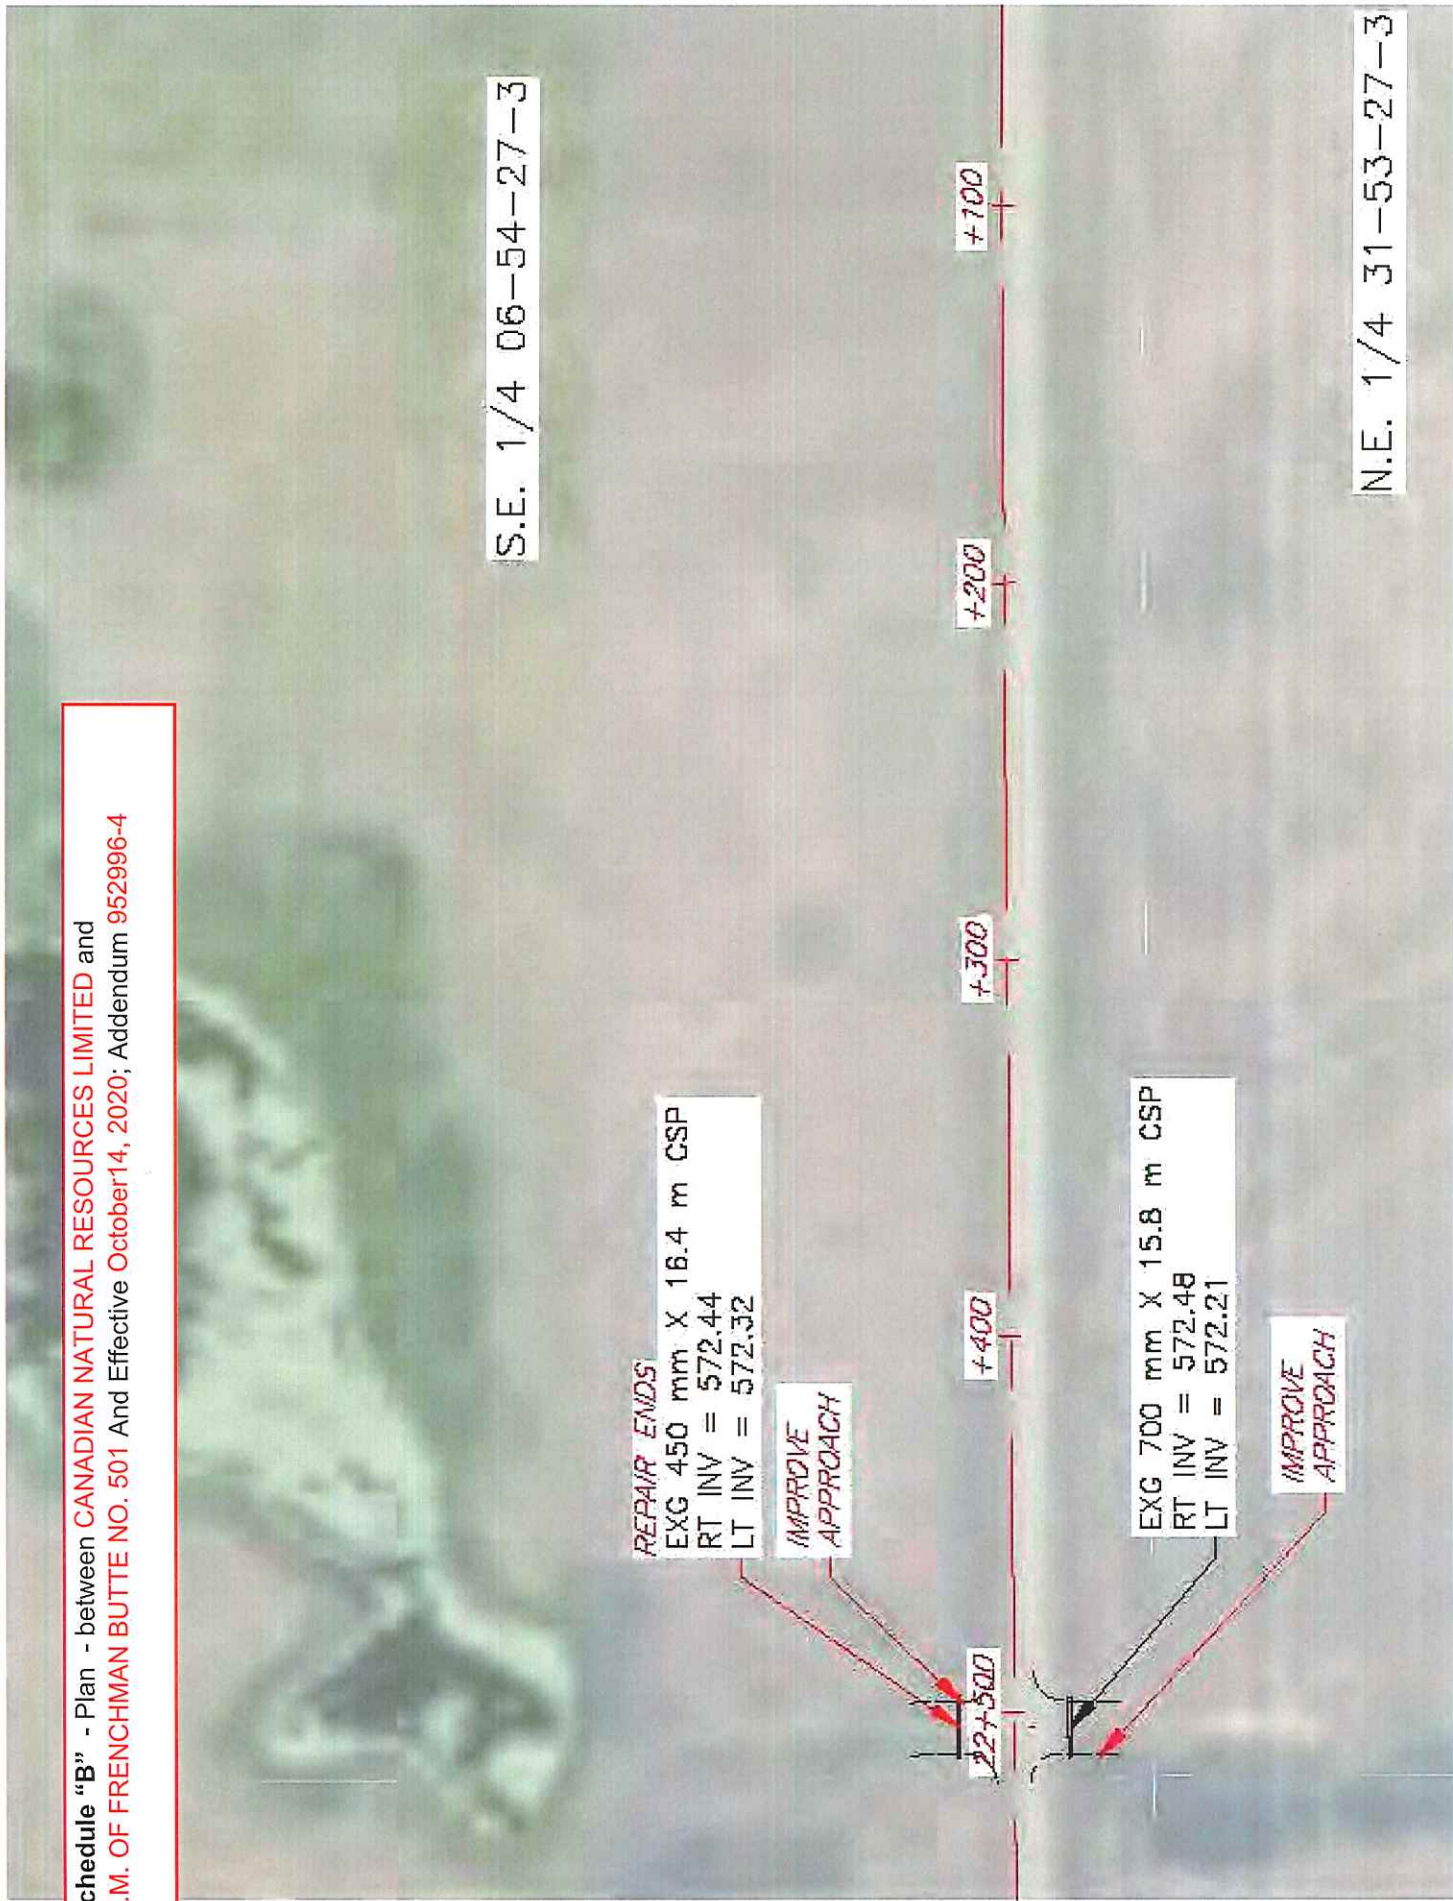 chedule “B” - Plan - between CANADIAN NATURAL RESOURCES LIMITED and
.M. OF FRENCHMAN BUTTE NO. 501 And Effective October14, 2020; Addendum 952996-4
S.E. 1/4 06-54-27-3
REPAIR ENDS
EXG 450 mm X 16.4 m CSP
RT INV = 572.44
LT INV = 572.32
IMPROVE
APPROACH
22+500
+400
+300
+200
+100
EXG 700 mm X 15.8 m CSP
RT INV = 572.48
LT INV = 572.21
IMPROVE
APPROACH
N.E. 1/4 31-53-27-3